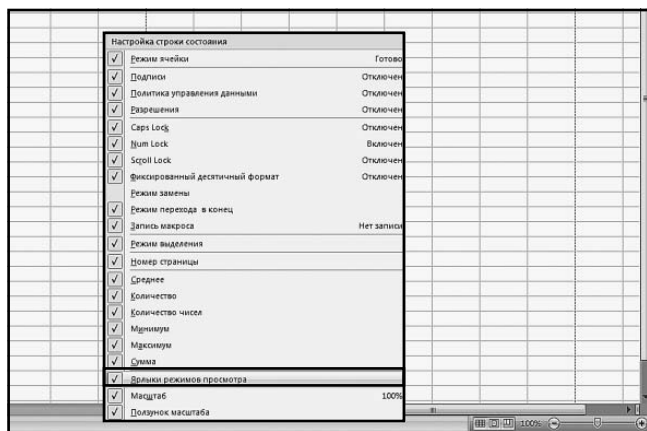 Настройка строки состояния
Режим ячейки Готово
Подписи Отключен
Политика управления данными Отключен
Разрешения Отключен
Caps Lock Отключен
Num Lock Включен
Scroll Lock Отключен
Фиксированный десятичный формат Отключен
Режим замены
Режим перехода в конец
Запись макроса Нет записи
Режим выделения
Номер страницы
Среднее
Количество
Количество чисел
Минимум
Максимум
Сумма
Ярлыки режимов просмотра
Масштаб 100%
Ползунок масштаба
100%